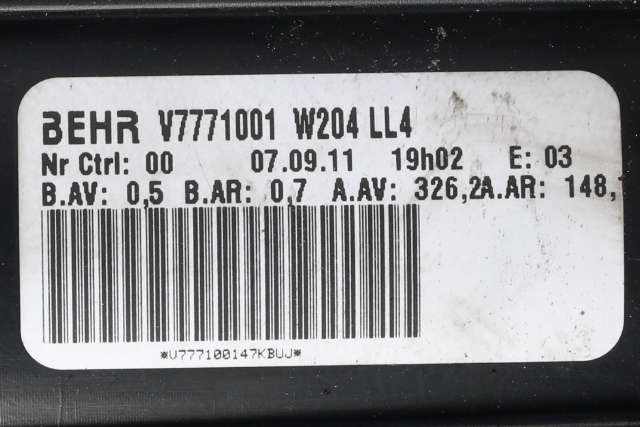 BEHR V7771001 W204 LL4
Nr Ctrl: 00 07.09.11 19h02 E: 03
B.AV: 0,5 B.AR: 0,7 A.AV: 326,2A.AR: 148,
*V777100147KBUJ*